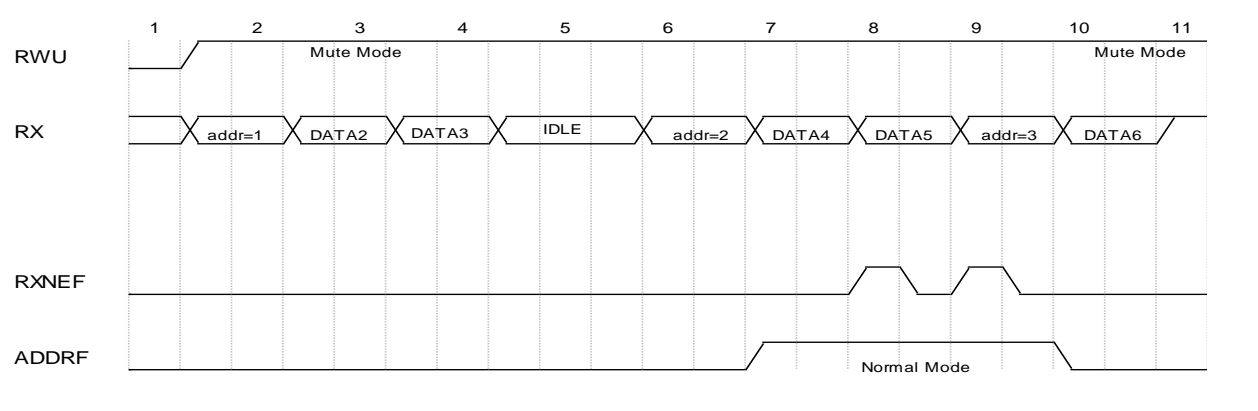 1 2 3 4 5 6 7 8 9 10 11
RWU Mute Mode Mute Mode
RX addr=1 DATA2 DATA3 IDLE addr=2 DATA4 DATA5 addr=3 DATA6
RXNEF
ADDRF Normal Mode